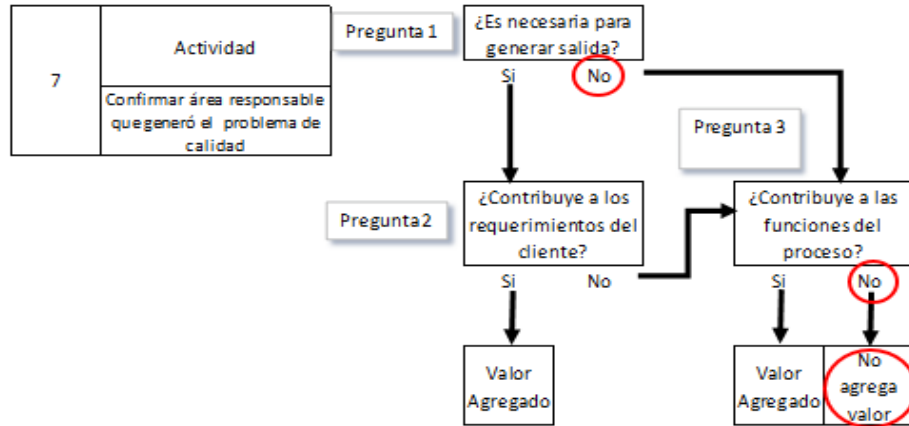 7
Actividad
Confirmar área responsable
que generó el problema de
calidad
Pregunta 1
¿Es necesaria para
generar salida?
Si
No
Pregunta 3
Pregunta 2
¿Contribuye a los
requerimientos del
cliente?
Si
No
¿Contribuye a las
funciones del
proceso?
Si
No
Valor
Agregado
Valor
Agregado
No
agrega
valor